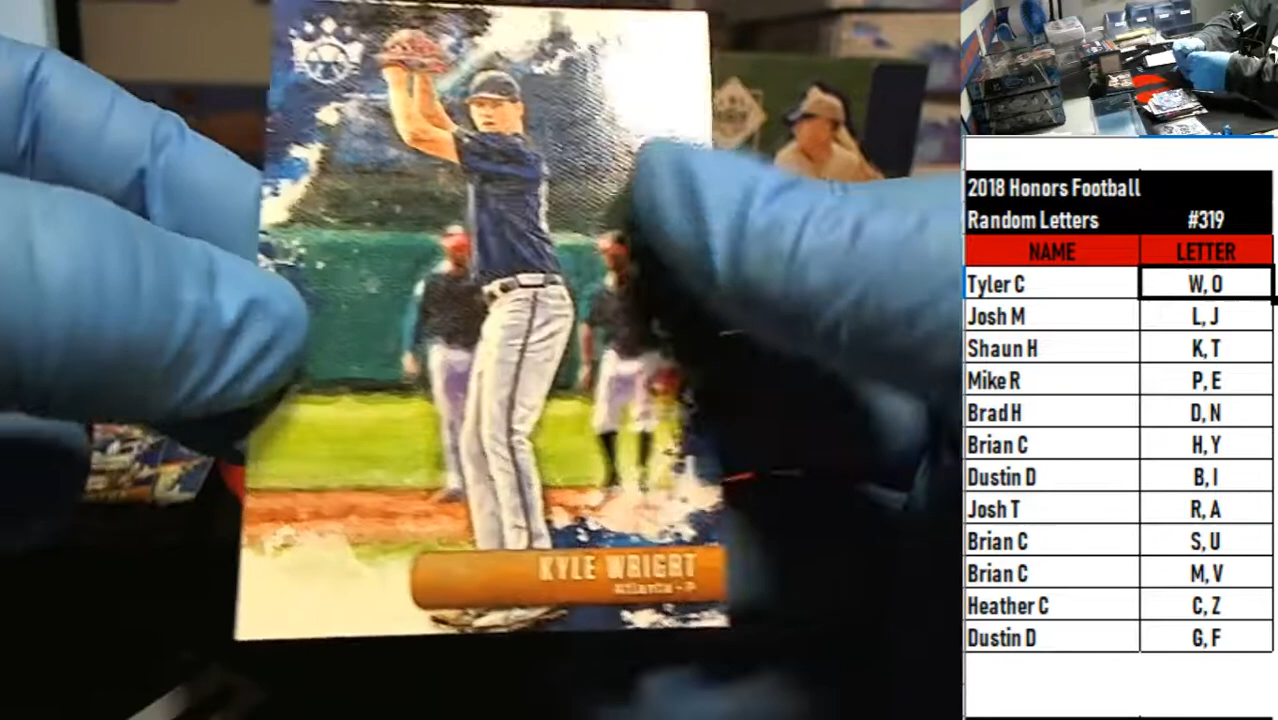 KYLE WRIGHT
Atlanta - P
2018 Honors Football
Random Letters #319
NAME LETTER
Tyler C W, O
Josh M L, J
Shaun H K, T
Mike R P, E
Brad H D, N
Brian C H, Y
Dustin D B, I
Josh T R, A
Brian C S, U
Brian C M, V
Heather C C, Z
Dustin D G, F